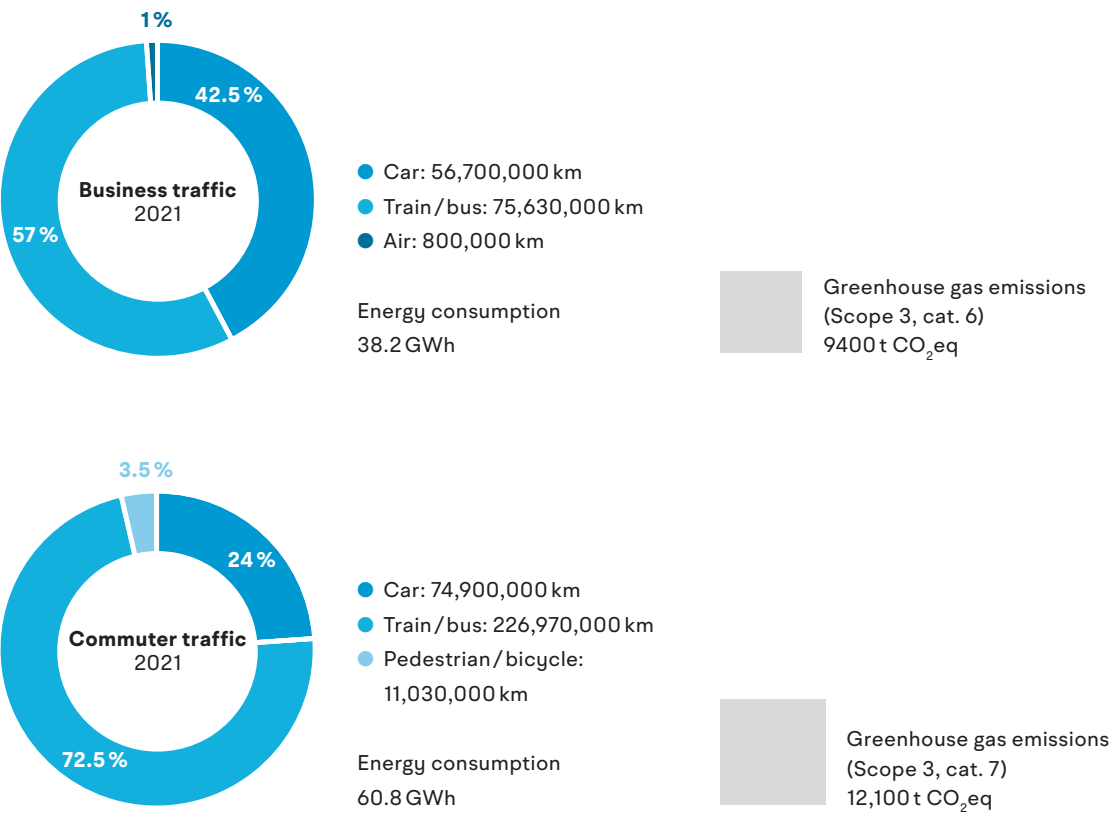 1 %
42.5 %
57 %
Business traffic
2021
Car: 56,700,000 km
Train / bus: 75,630,000 km
Air: 800,000 km
Energy consumption
38.2 GWh
Greenhouse gas emissions
(Scope 3, cat. 6)
9400 t CO₂eq
3.5 %
24 %
72.5 %
Commuter traffic
2021
Car: 74,900,000 km
Train / bus: 226,970,000 km
Pedestrian / bicycle:
11,030,000 km
Energy consumption
60.8 GWh
Greenhouse gas emissions
(Scope 3, cat. 7)
12,100 t CO₂eq